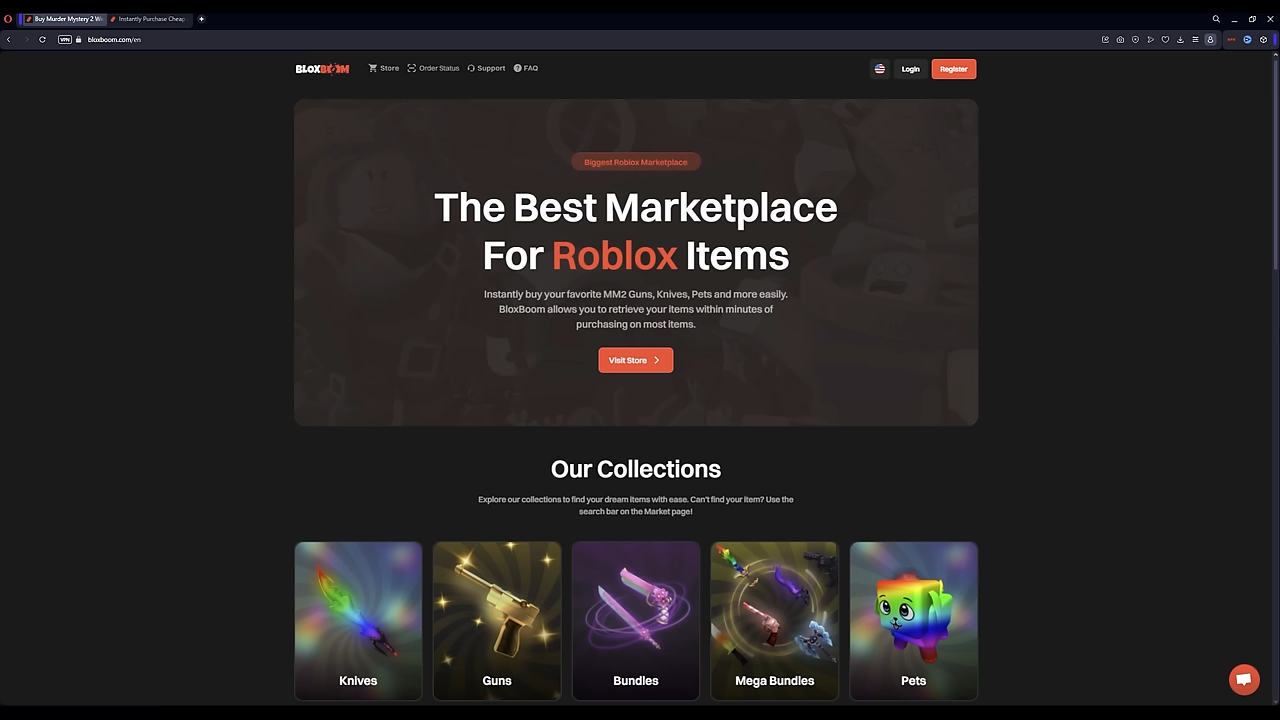 Buy Murder Mystery 2 We
Instantly Purchase Cheap
VPN
bloxboom.com/en
BLOXBOOM
Store
Order Status
Support
FAQ
Login
Register
Biggest Roblox Marketplace
The Best Marketplace
For Roblox Items
Instantly buy your favorite MM2 Guns, Knives, Pets and more easily.
BloxBoom allows you to retrieve your items within minutes of
purchasing on most items.
Visit Store
Our Collections
Explore our collections to find your dream items with ease. Can't find your item? Use the
search bar on the Market page!
Knives
Guns
Bundles
Mega Bundles
Pets